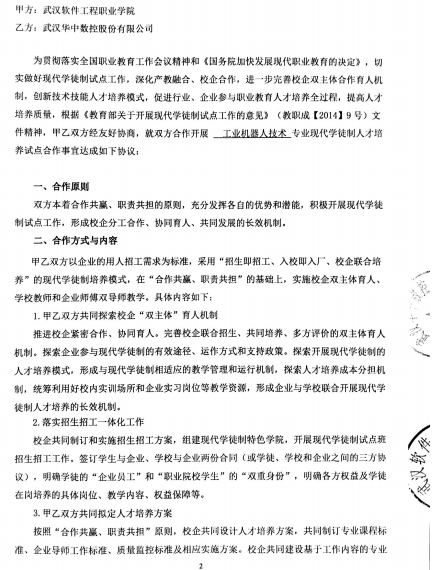 甲方：武汉软件工程职业学院
乙方：武汉华中数控股份有限公司
为贯彻落实全国职业教育工作会议精神和《国务院加快发展现代职业教育的决定》，切
实做好现代学徒制试点工作，深化产教融合、校企合作，进一步完善校企双主体合作育人机
制，创新技术技能人才培养模式，促进行业、企业参与职业教育人才培养全过程，提高人才
培养质量，根据《教育部关于开展现代学徒制试点工作的意见》（教职成【2014】9 号）文
件精神，甲乙双方经友好协商，就双方合作开展 工业机器人技术 专业现代学徒制人才培
养试点合作事宜达成如下协议：
一、合作原则
双方本着合作共赢、职责共担的原则，充分发挥各自的优势和潜能，积极开展现代学徒
制试点工作，形成校企分工合作、协同育人、共同发展的长效机制。
二、合作方式与内容
甲乙双方以企业的用人招工需求为标准，采用“招生即招工、入校即入厂、校企联合培
养”的现代学徒制培养模式，在“合作共赢、职责共担”的基础上，实施校企双主体育人、
学校教师和企业师傅双导师教学。具体内容如下：
1.甲乙双方共同探索校企“双主体”育人机制
推进校企紧密合作、协同育人。完善校企联合招生、共同培养、多方评价的双主体育人
机制。探索企业参与现代学徒制的有效途径、运作方式和支持政策。探索开展现代学徒制的
人才培养模式，形成与现代学徒制相适应的教学管理和运行机制，探索人才培养成本分担机
制，统筹利用好校内实训场所和企业实习岗位等教学资源，形成企业与学校联合开展现代学
徒制人才培养的长效机制。
2.落实招生招工一体化工作
校企共同制订和实施招生招工方案，组建现代学徒制特色学院，开展现代学徒制试点班
招生招工工作。签订学生与企业、学校与企业两份合同（或学徒、学校和企业之间的三方协
议），明确学徒的“企业员工”和“职业院校学生”的“双重身份”，明确各方权益及学徒
在岗培养的具体岗位、教学内容、权益保障等。
3.甲乙双方共同拟定人才培养方案
按照“合作共赢、职责共担”原则，校企共同设计人才培养方案，共同制订专业课程标
准、企业导师工作标准、质量监控标准及相应实施方案。校企共同建设基于工作内容的专业
2
武汉软件